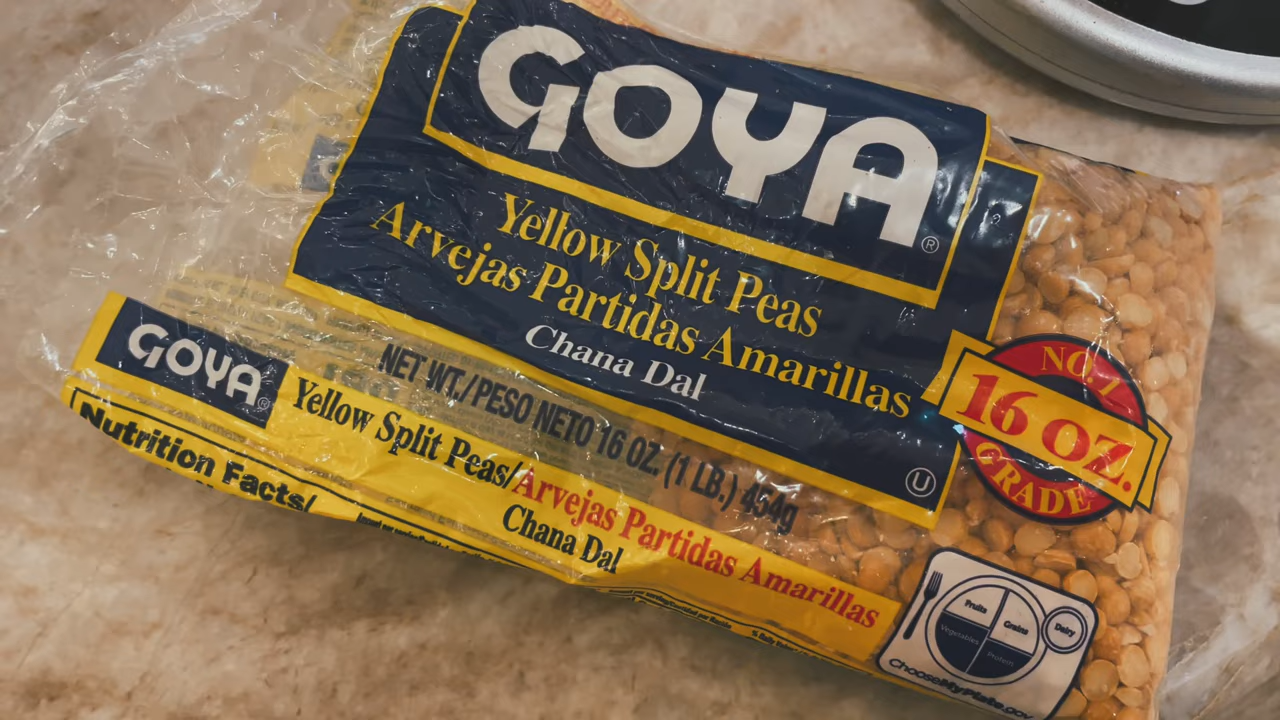 GOYA®
Yellow Split Peas
Arvejas Partidas Amarillas
Chana Dal
U
NET WT./PESO NETO 16 OZ. (1 LB.) 454g
NO. 1
16 OZ.
GRADE
GOYA®
Yellow Split Peas/Arvejas Partidas Amarillas
Chana Dal
Nutrition Facts/
Fruits
Grains
Dairy
Vegetables
Protein
ChooseMyPlate.gov